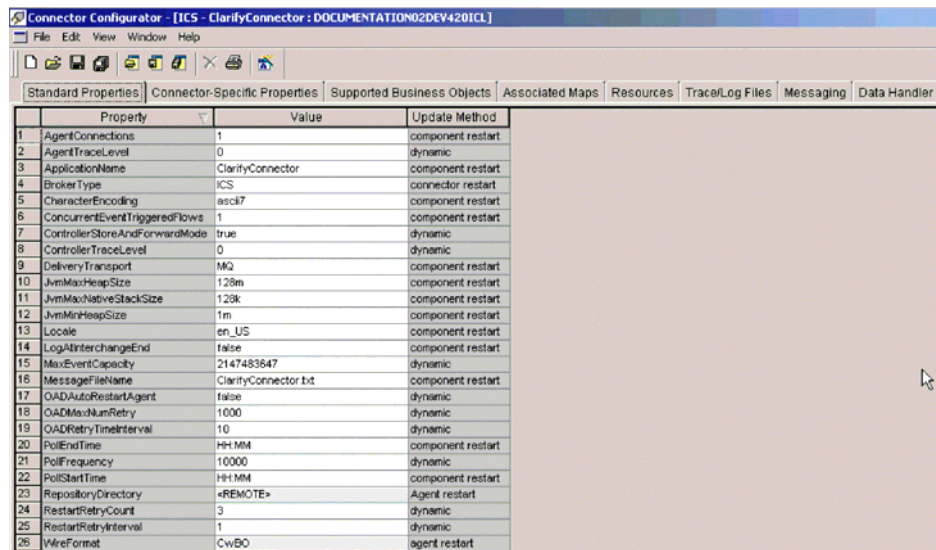 Connector Configurator - [ICS - ClarifyConnector : DOCUMENTATION02DEV420ICL]
File Edit View Window Help
Standard Properties Connector-Specific Properties Supported Business Objects Associated Maps Resources Trace/Log Files Messaging Data Handler
Property Value Update Method
1 AgentConnections 1 component restart
2 AgentTraceLevel 0 dynamic
3 ApplicationName ClarifyConnector component restart
4 BrokerType ICS connector restart
5 CharacterEncoding ascii7 component restart
6 ConcurrentEventTriggeredFlows 1 component restart
7 ControllerStoreAndForwardMode true dynamic
8 ControllerTraceLevel 0 dynamic
9 DeliveryTransport MQ component restart
10 JvmMaxHeapSize 128m component restart
11 JvmMaxNativeStackSize 128k component restart
12 JvmMinHeapSize 1m component restart
13 Locale en_US component restart
14 LogAtInterchangeEnd false component restart
15 MaxEventCapacity 2147483647 dynamic
16 MessageFileName ClarifyConnector.txt component restart
17 OADAutoRestartAgent false dynamic
18 OADMaxNumRetry 1000 dynamic
19 OADRetryTimeInterval 10 dynamic
20 PollEndTime HH:MM component restart
21 PollFrequency 10000 dynamic
22 PollStartTime HH:MM component restart
23 RepositoryDirectory <REMOTE> Agent restart
24 RestartRetryCount 3 dynamic
25 RestartRetryInterval 1 dynamic
26 WireFormat CwBO agent restart